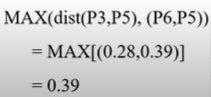 MAX(dist(P3,P5), (P6,P5))
= MAX[(0.28,0.39)]
= 0.39